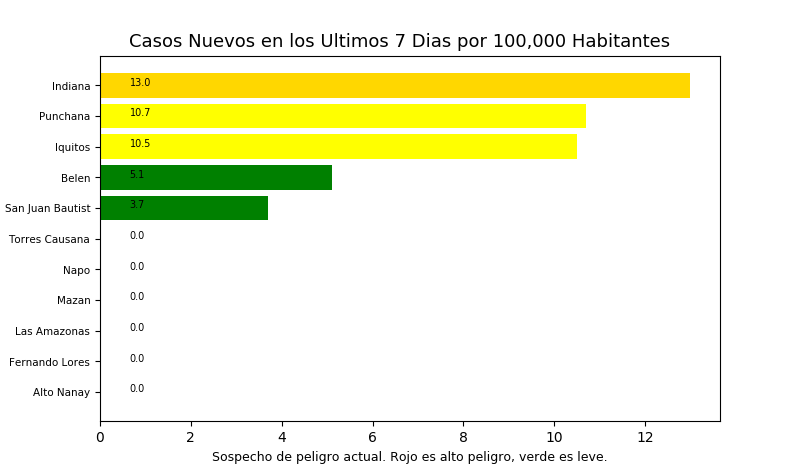 Casos Nuevos en los Ultimos 7 Dias por 100,000 Habitantes
Indiana 13.0
Punchana 10.7
Iquitos 10.5
Belen 5.1
San Juan Bautist 3.7
Torres Causana 0.0
Napo 0.0
Mazan 0.0
Las Amazonas 0.0
Fernando Lores 0.0
Alto Nanay 0.0
0 2 4 6 8 10 12
Sospecho de peligro actual. Rojo es alto peligro, verde es leve.